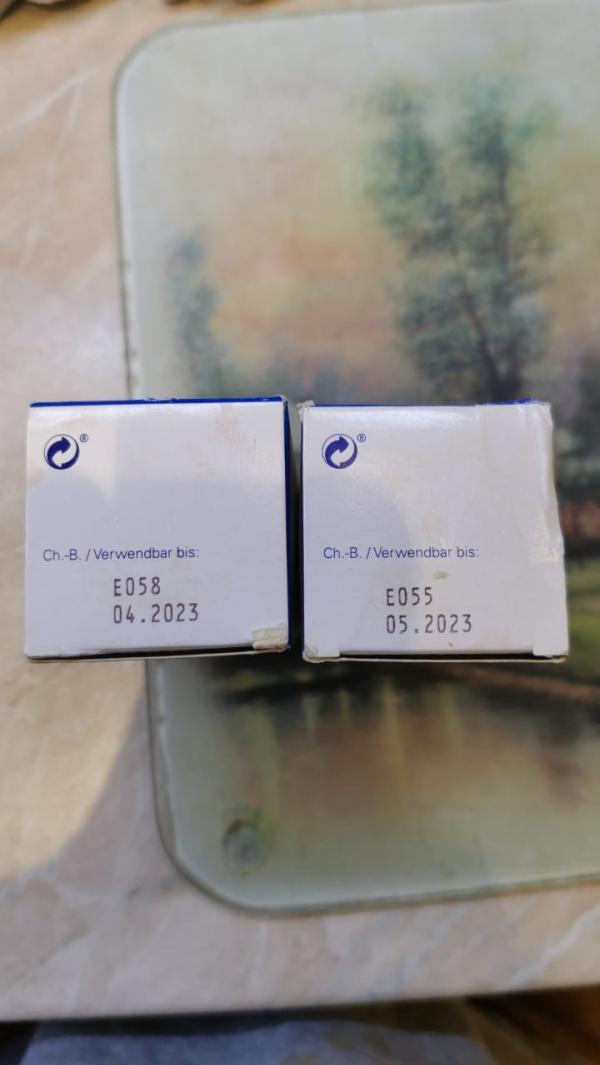 ®
Ch.-B. / Verwendbar bis:
E058
04.2023
®
Ch.-B. / Verwendbar bis:
E055
05.2023